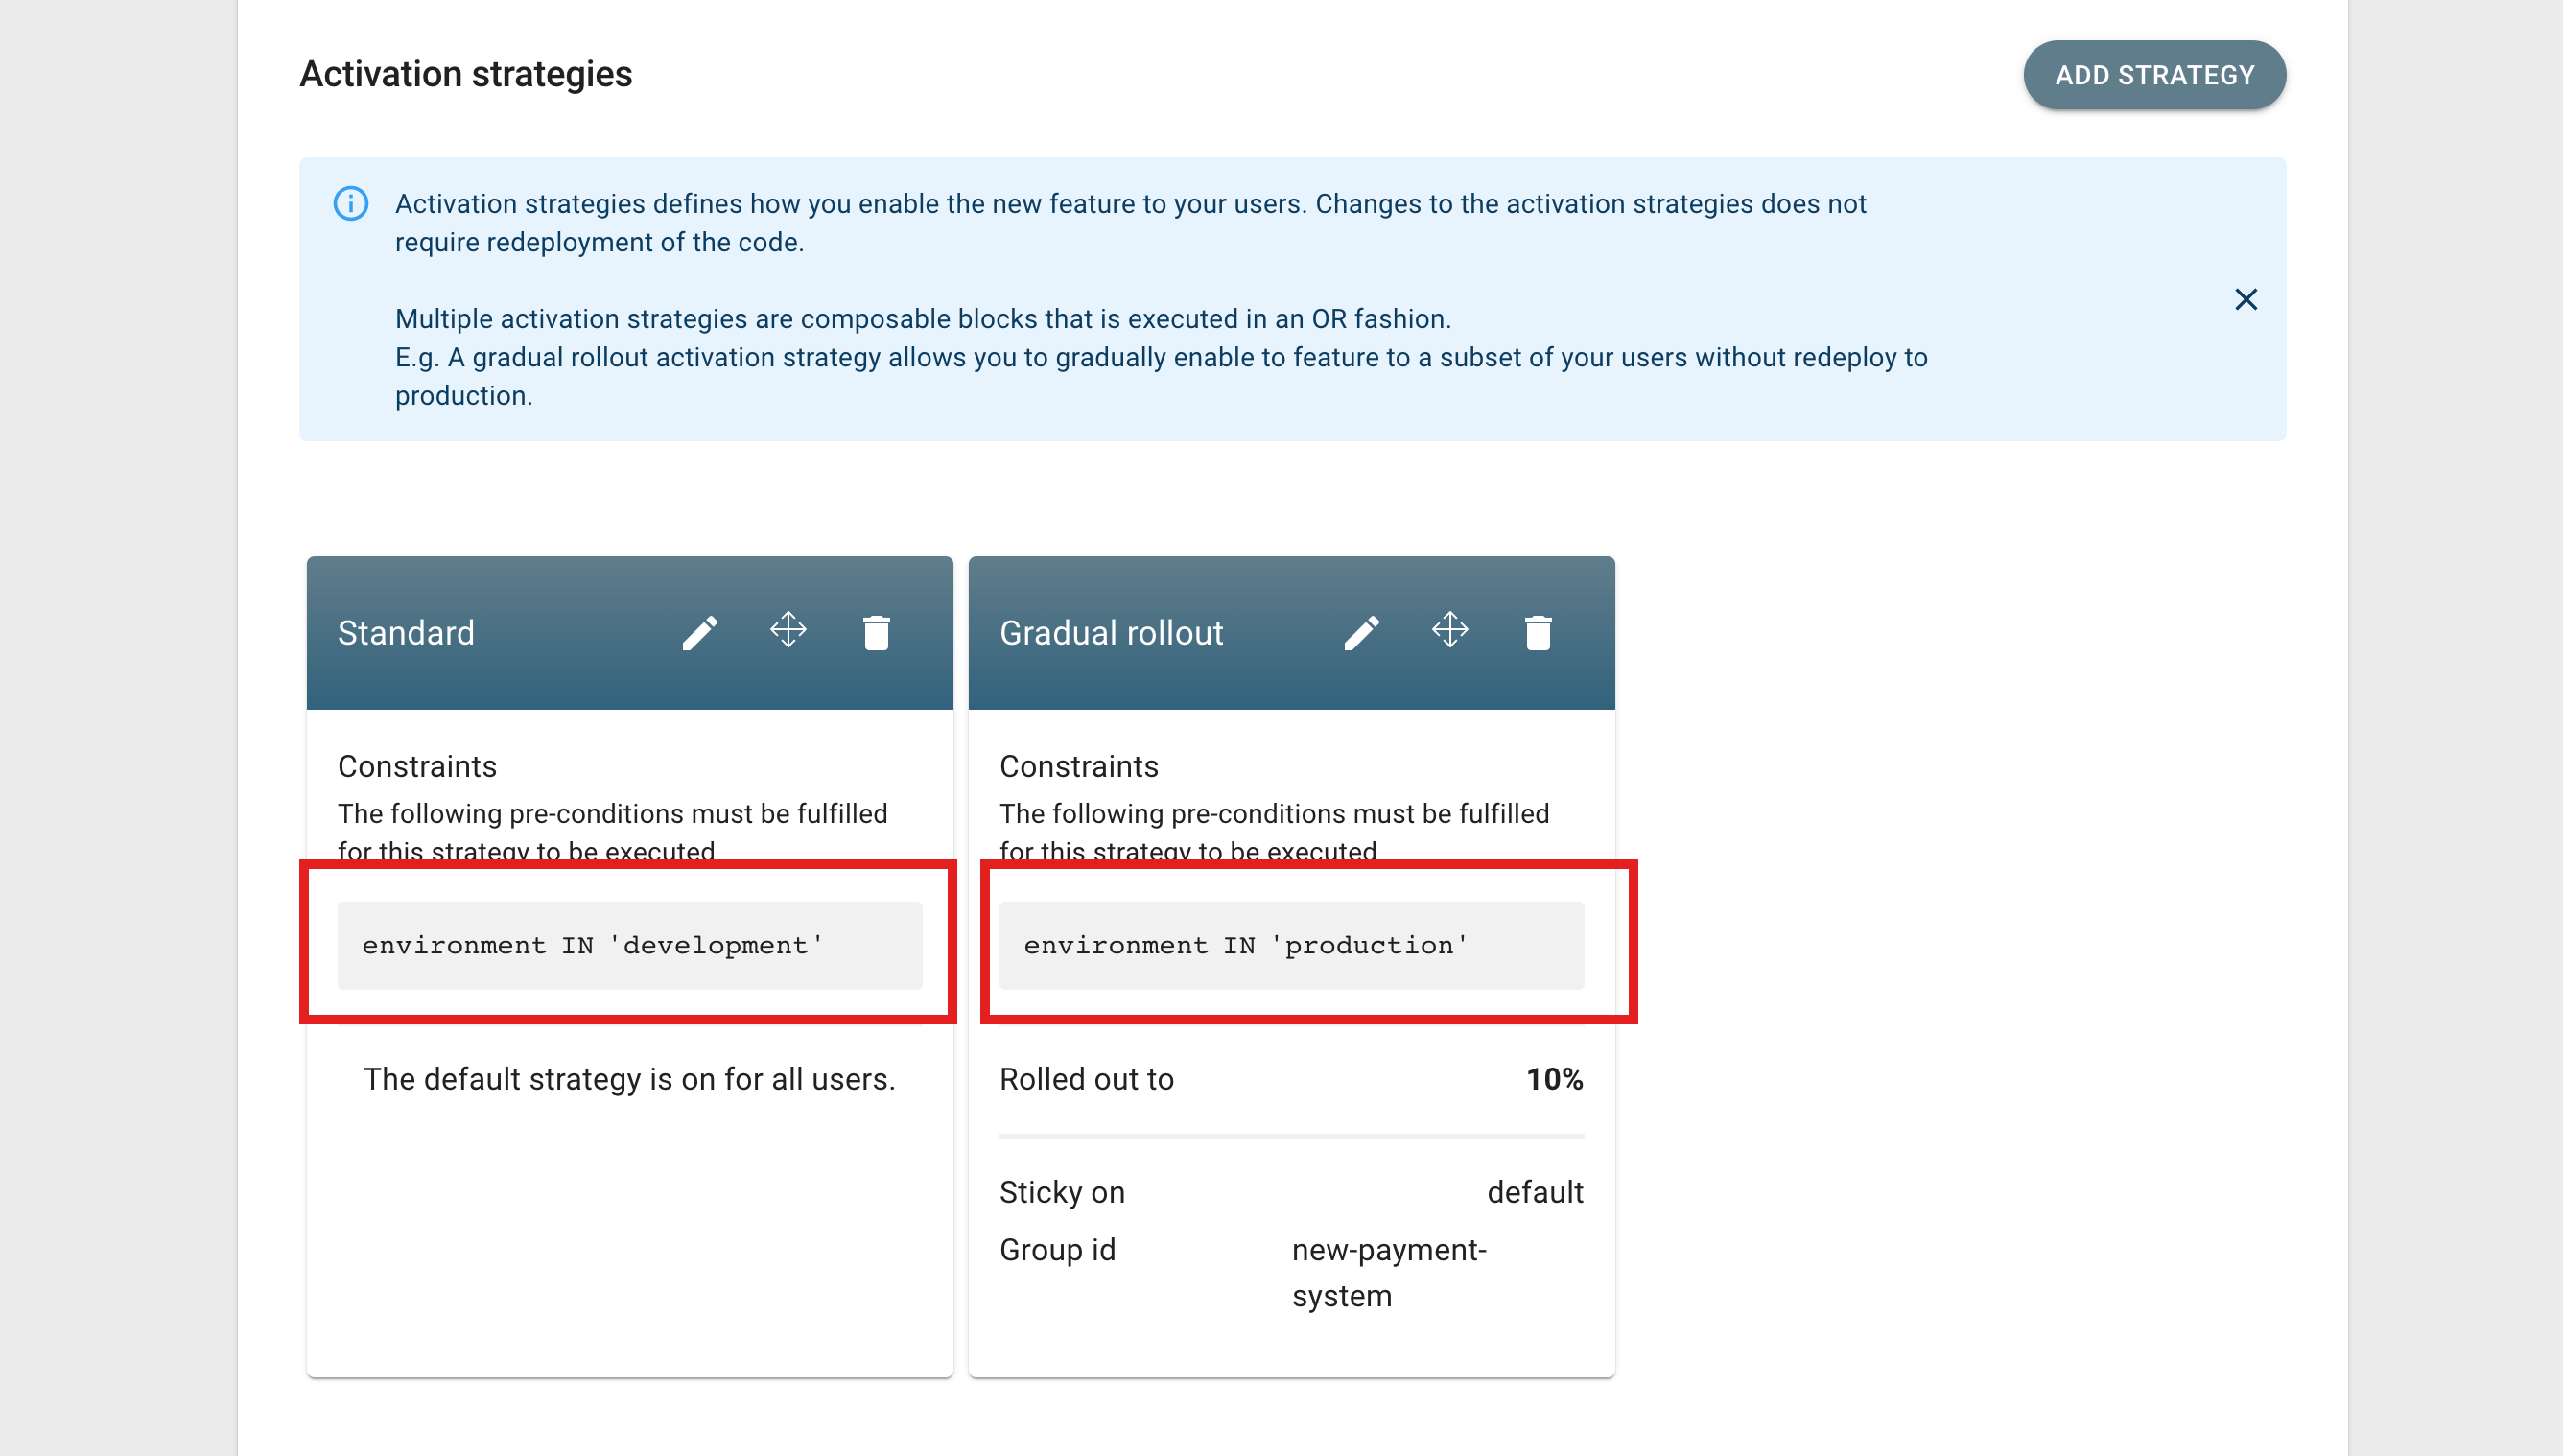 Activation strategies
ADD STRATEGY
Activation strategies defines how you enable the new feature to your users. Changes to the activation strategies does not
require redeployment of the code.
Multiple activation strategies are composable blocks that is executed in an OR fashion.
E.g. A gradual rollout activation strategy allows you to gradually enable to feature to a subset of your users without redeploy to
production.
Standard
Constraints
The following pre-conditions must be fulfilled
for this strategy to be executed
environment IN 'development'
The default strategy is on for all users.
Gradual rollout
Constraints
The following pre-conditions must be fulfilled
for this strategy to be executed
environment IN 'production'
Rolled out to 10%
Sticky on default
Group id new-payment-
system